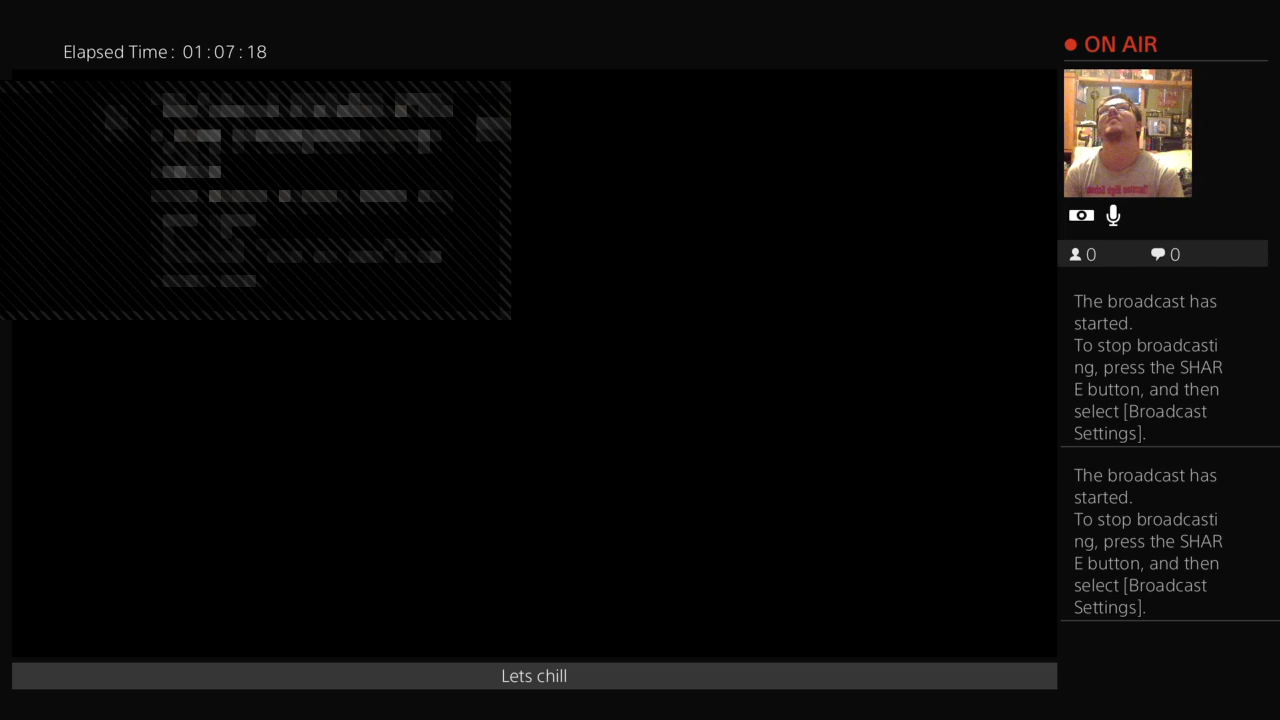 Elapsed Time: 01:07:18
ON AIR
0 0
The broadcast has
started.
To stop broadcasti
ng, press the SHAR
E button, and then
select [Broadcast
Settings].
The broadcast has
started.
To stop broadcasti
ng, press the SHAR
E button, and then
select [Broadcast
Settings].
Lets chill